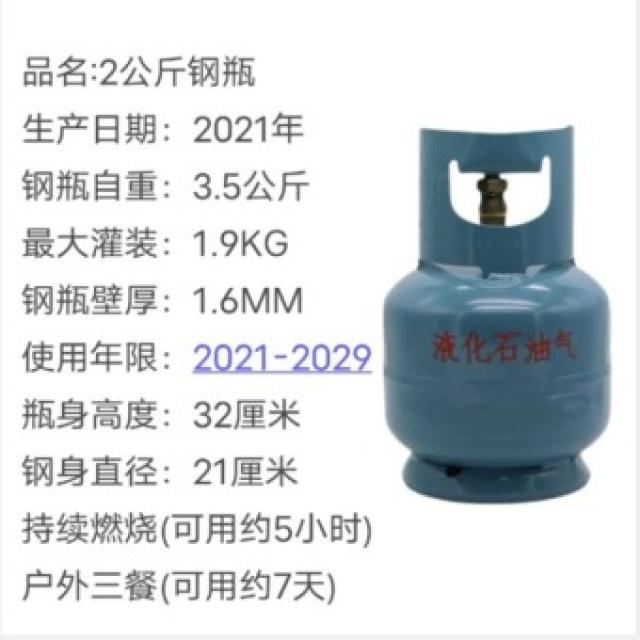 品名:2公斤钢瓶
生产日期：2021年
钢瓶自重：3.5公斤
最大灌装：1.9KG
钢瓶壁厚：1.6MM
使用年限：2021-2029
瓶身高度：32厘米
钢身直径：21厘米
持续燃烧(可用约5小时)
户外三餐(可用约7天)
液化石油气